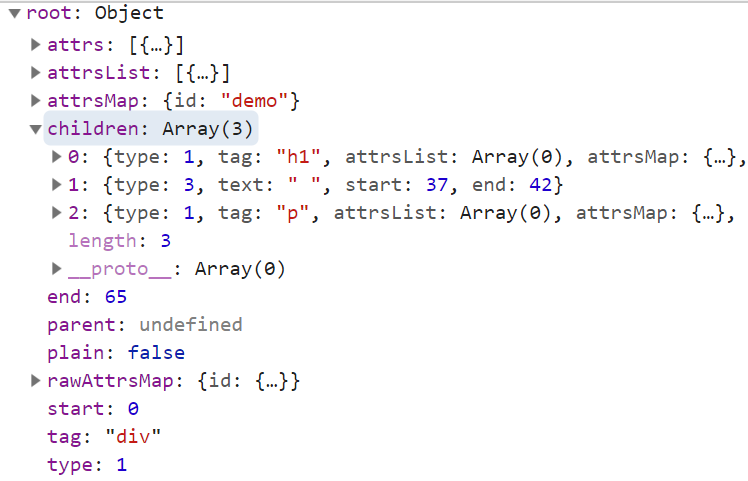 ▼root: Object
▶attrs: [{…}]
▶attrsList: [{…}]
▶attrsMap: {id: "demo"}
▼children: Array(3)
▶0: {type: 1, tag: "h1", attrsList: Array(0), attrsMap: {…},
▶1: {type: 3, text: " ", start: 37, end: 42}
▶2: {type: 1, tag: "p", attrsList: Array(0), attrsMap: {…},
length: 3
▶__proto__: Array(0)
end: 65
parent: undefined
plain: false
▶rawAttrsMap: {id: {…}}
start: 0
tag: "div"
type: 1